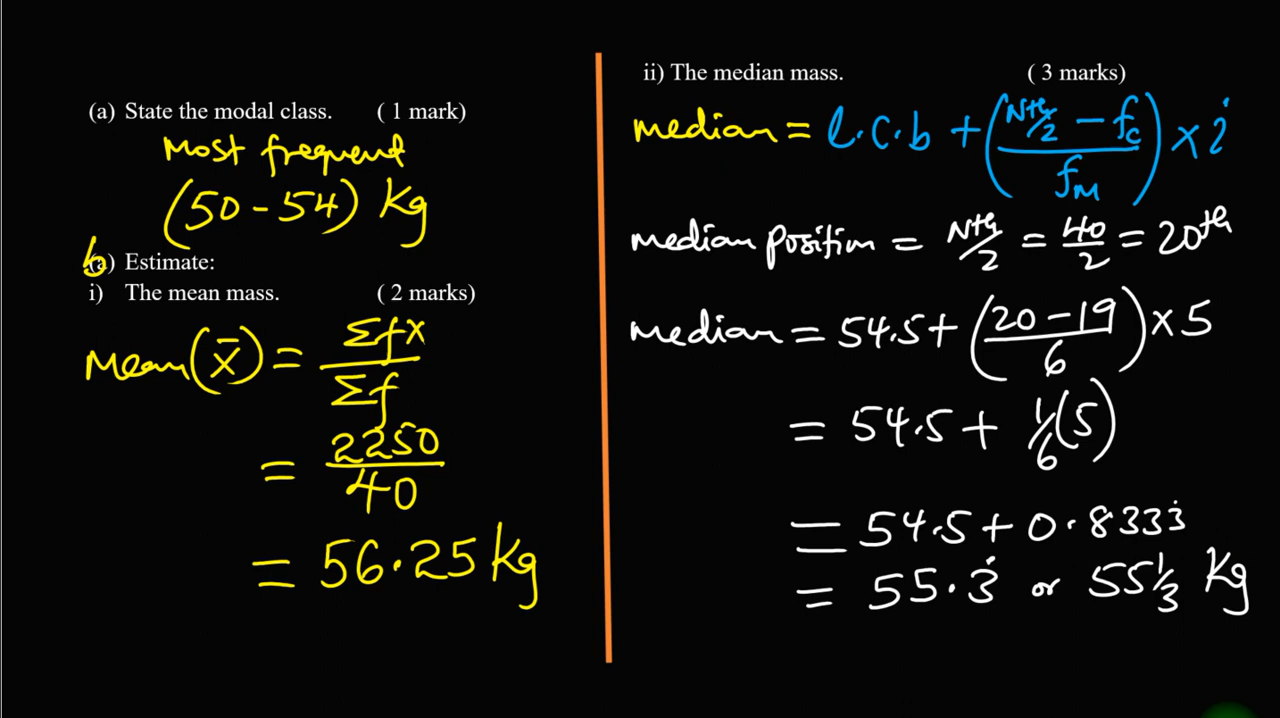 (a) State the modal class. ( 1 mark)
Most frequent
(50 - 54) Kg
b) Estimate:
i) The mean mass. ( 2 marks)
Mean (x̄) = Σfx / Σf
= 2250 / 40
= 56.25 Kg
ii) The median mass. ( 3 marks)
median = l.c.b + (Nth/2 - fc / fM) × i
median position = Nth/2 = 40/2 = 20th
median = 54.5 + (20 - 19 / 6) × 5
= 54.5 + 1/6 (5)
= 54.5 + 0.8333̇
= 55.3̇ or 55 1/3 Kg